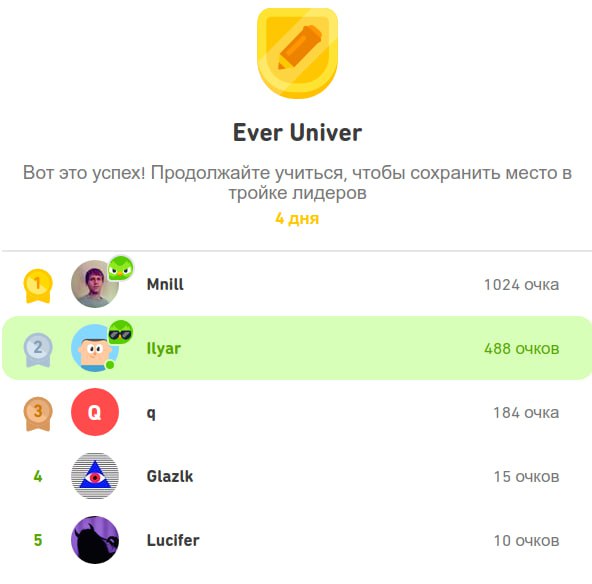 Ever Univer
Вот это успех! Продолжайте учиться, чтобы сохранить место в
тройке лидеров
4 дня
1 Mnill 1024 очка
2 Ilyar 488 очков
3 Q q 184 очка
4 Glazlk 15 очков
5 Lucifer 10 очков